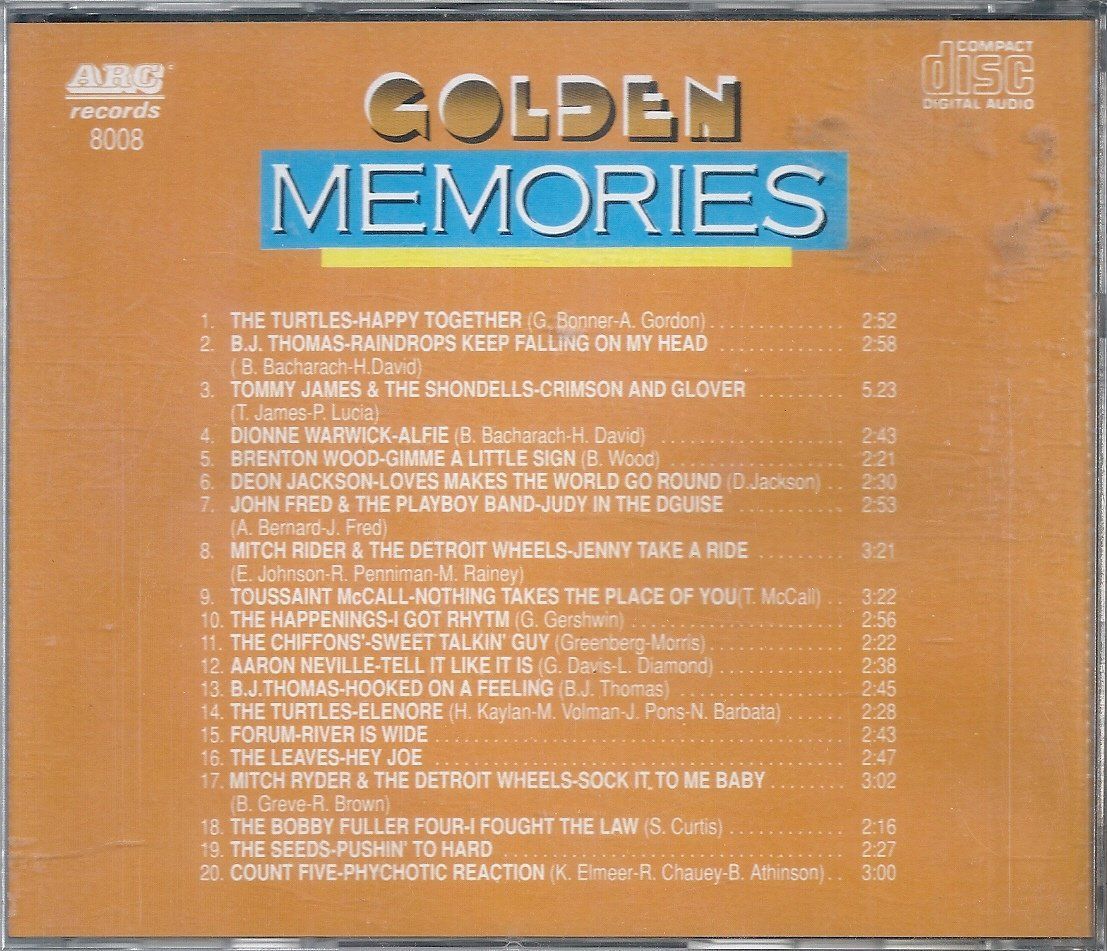 ARC
records
8008
COMPACT
disc
DIGITAL AUDIO
GOLDEN
MEMORIES
1. THE TURTLES-HAPPY TOGETHER (G. Bonner-A. Gordon) . . . . . . . . . . . . . . 2:52
2. B.J. THOMAS-RAINDROPS KEEP FALLING ON MY HEAD . . . . . . . . . . . . . 2:58
( B. Bacharach-H.David)
3. TOMMY JAMES & THE SHONDELLS-CRIMSON AND GLOVER . . . . . . . . 5.23
(T. James-P. Lucia)
4. DIONNE WARWICK-ALFIE (B. Bacharach-H. David) . . . . . . . . . . . . . . . . . . . 2:43
5. BRENTON WOOD-GIMME A LITTLE SIGN (B. Wood) . . . . . . . . . . . . . . . . . . . 2:21
6. DEON JACKSON-LOVES MAKES THE WORLD GO ROUND (D.Jackson) . . 2:30
7. JOHN FRED & THE PLAYBOY BAND-JUDY IN THE DGUISE . . . . . . . . . . . 2:53
(A. Bernard-J. Fred)
8. MITCH RIDER & THE DETROIT WHEELS-JENNY TAKE A RIDE . . . . . . . . . 3:21
(E. Johnson-R. Penniman-M. Rainey)
9. TOUSSAINT McCALL-NOTHING TAKES THE PLACE OF YOU(T. McCall) . . 3:22
10. THE HAPPENINGS-I GOT RHYTM (G. Gershwin) . . . . . . . . . . . . . . . . . . . . . . 2:56
11. THE CHIFFONS'-SWEET TALKIN' GUY (Greenberg-Morris) . . . . . . . . . . . . . . 2:22
12. AARON NEVILLE-TELL IT LIKE IT IS (G. Davis-L. Diamond) . . . . . . . . . . . . . 2:38
13. B.J.THOMAS-HOOKED ON A FEELING (B.J. Thomas) . . . . . . . . . . . . . . . . . . 2:45
14. THE TURTLES-ELENORE (H. Kaylan-M. Volman-J. Pons-N. Barbata) . . . . . . 2:28
15. FORUM-RIVER IS WIDE . . . . . . . . . . . . . . . . . . . . . . . . . . . . . . . . . . . . . . . . . . 2:43
16. THE LEAVES-HEY JOE . . . . . . . . . . . . . . . . . . . . . . . . . . . . . . . . . . . . . . . . . . 2:47
17. MITCH RYDER & THE DETROIT WHEELS-SOCK IT TO ME BABY . . . . . . . . 3:02
(B. Greve-R. Brown)
18. THE BOBBY FULLER FOUR-I FOUGHT THE LAW (S. Curtis) . . . . . . . . . . . . 2:16
19. THE SEEDS-PUSHIN' TO HARD . . . . . . . . . . . . . . . . . . . . . . . . . . . . . . . . . . . 2:27
20. COUNT FIVE-PHYCHOTIC REACTION (K. Elmeer-R. Chauey-B. Athinson) . . 3:00